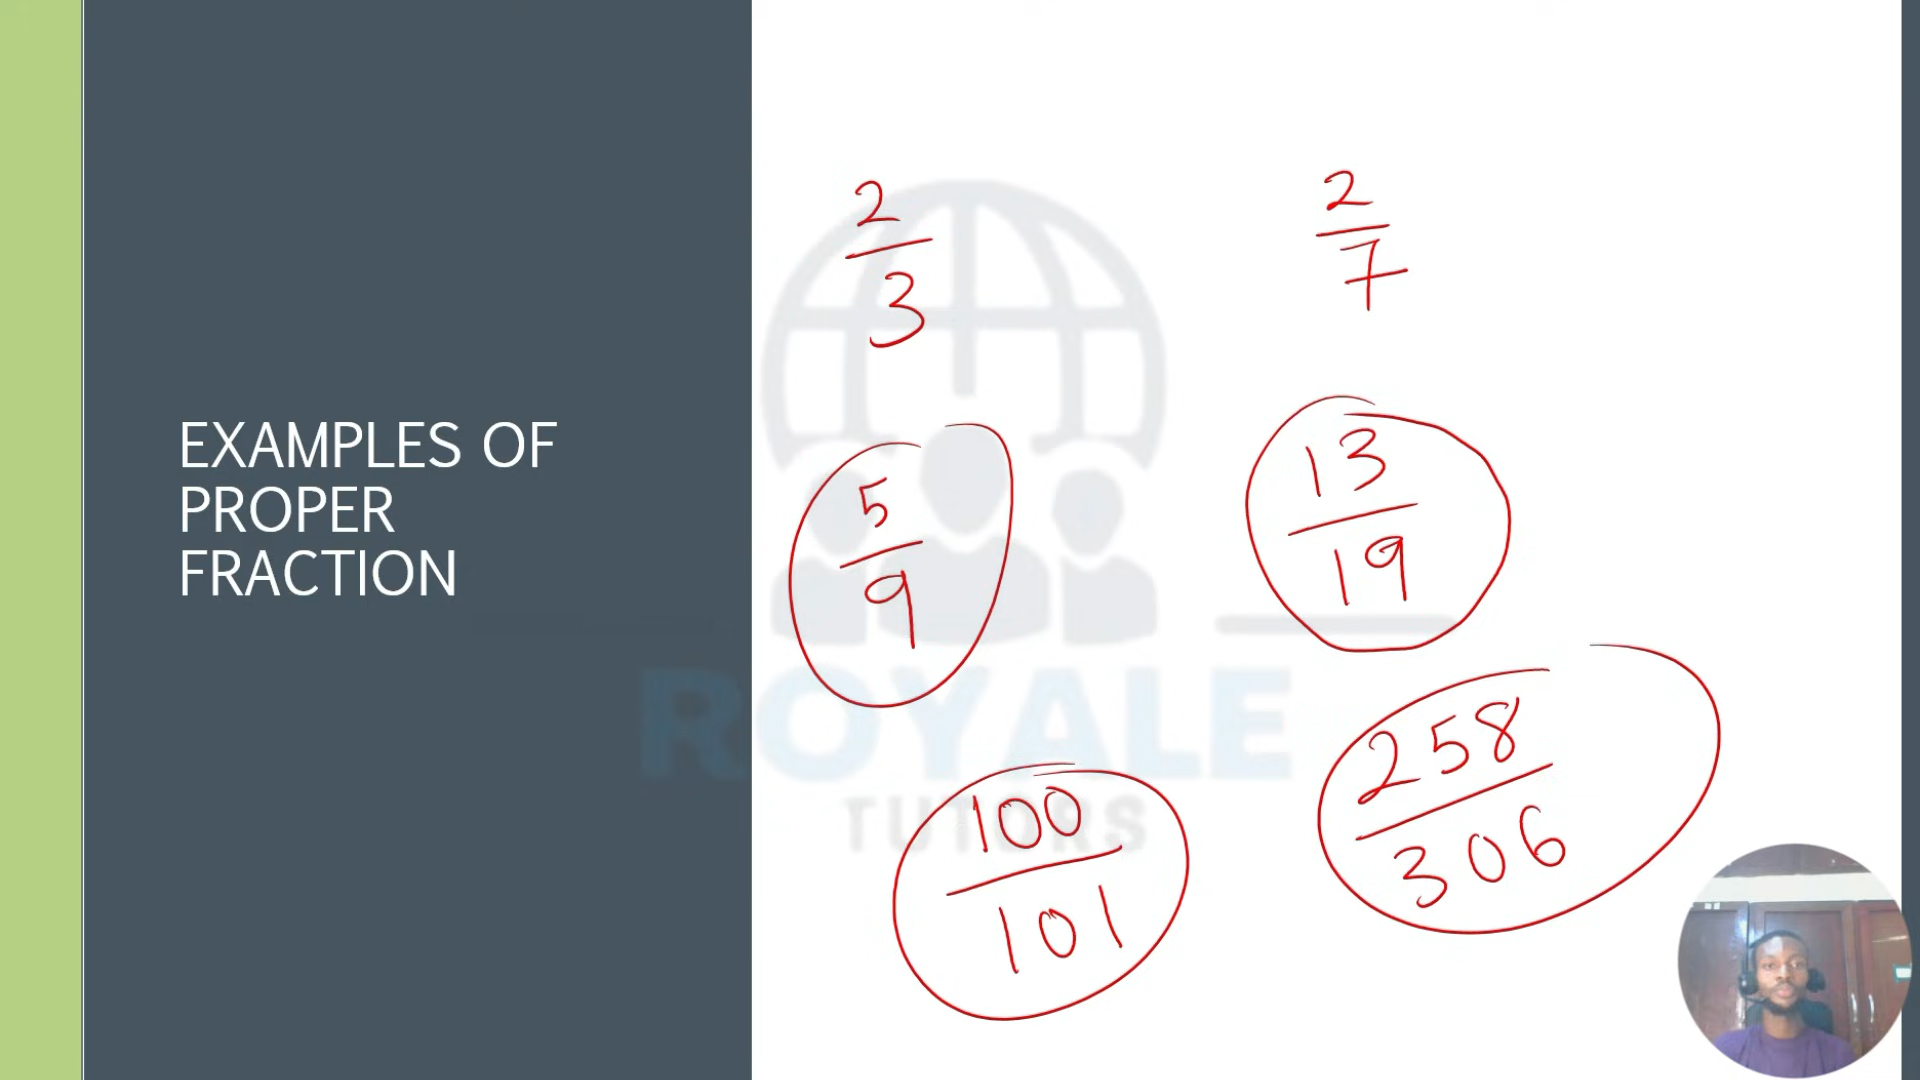 EXAMPLES OF
PROPER
FRACTION
2/3
2/7
5/9
13/19
100/101
258/306
ROYALE
TUTORS